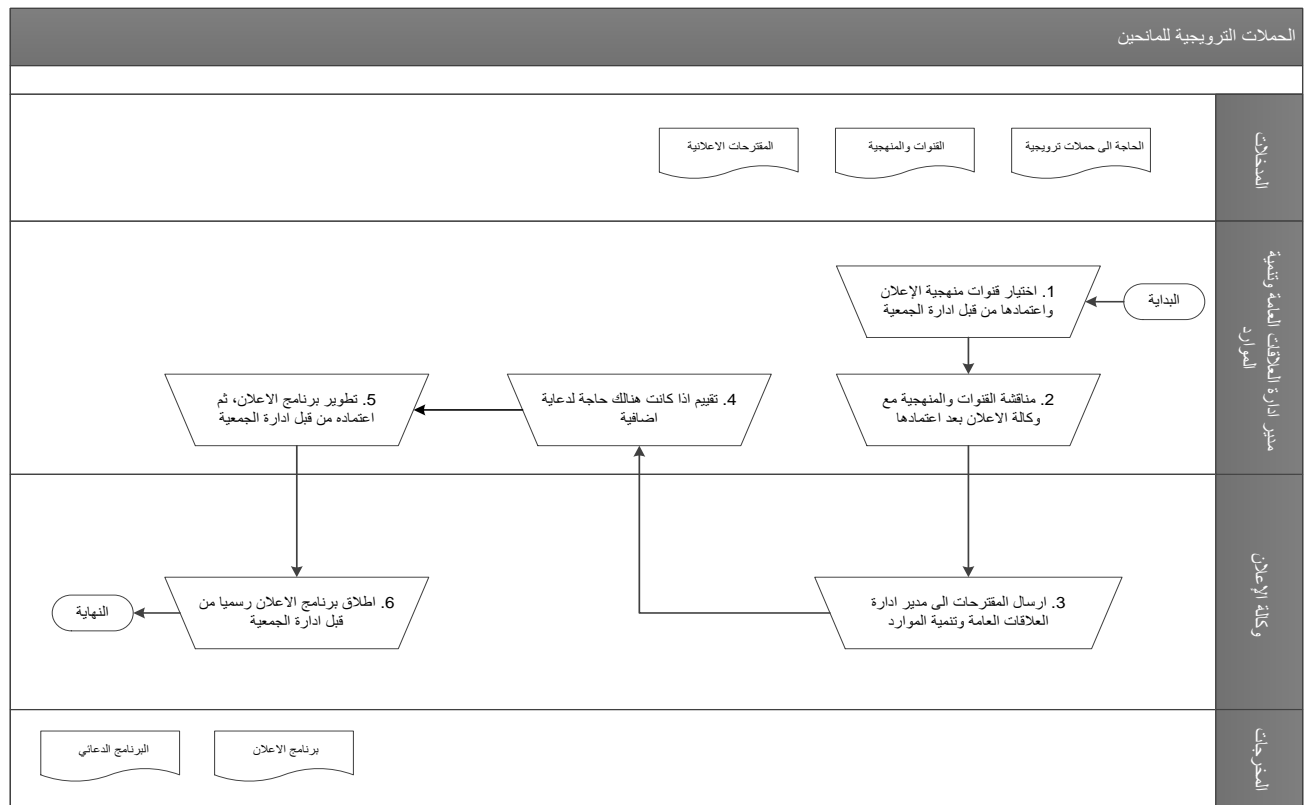 الحملات الترويجية للمانحين
المدخلات
الحاجة الى حملات ترويجية
القنوات والمنهجية
المقترحات الاعلانية
مدير ادارة العلاقات العامة وتنمية
الموارد
البداية
1. اختيار قنوات منهجية الإعلان
واعتمادها من قبل ادارة الجمعية
2. مناقشة القنوات والمنهجية مع
وكالة الاعلان بعد اعتمادها
4. تقييم اذا كانت هنالك حاجة لدعاية
اضافية
5. تطوير برنامج الاعلان، ثم
اعتماده من قبل ادارة الجمعية
وكالة الإعلان
3. ارسال المقترحات الى مدير ادارة
العلاقات العامة وتنمية الموارد
6. اطلاق برنامج الاعلان رسميا من
قبل ادارة الجمعية
النهاية
المخرجات
برنامج الاعلان
البرنامج الدعائي